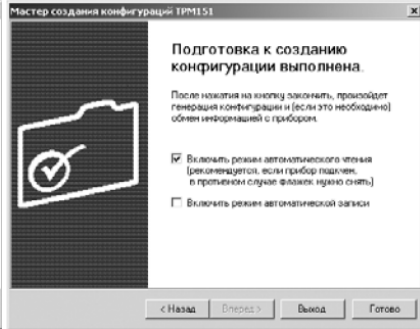 Мастер создания конфигураций ТРМ151
Подготовка к созданию
конфигурации выполнена.
После нажатия на кнопку закончить, произойдет
генерация конфигурации и (если это необходимо)
обмен информацией с прибором.
Включить режим автоматического чтения
(рекомендуется, если прибор подключен,
в противном случае флажек нужно снять)
Включить режим автоматической записи
< Назад
Вперед >
Выход
Готово